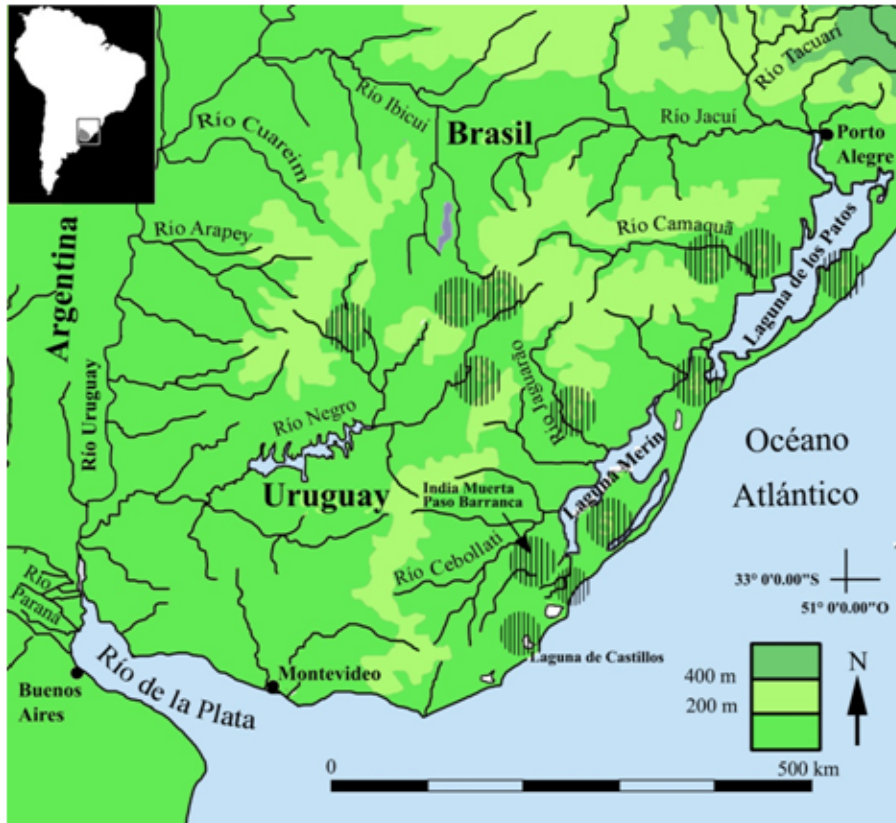 Río Tacuarí
Río Ibicuí
Río Cuareim
Brasil
Río Jacuí
Porto
Alegre
Río Arapey
Río Camaquã
Argentina
Laguna de los Patos
Río Uruguay
Río Jaguarão
Río Negro
Océano
Atlántico
Laguna Merín
Uruguay
India Muerta
Paso Barranca
Río Cebollatí
33° 0'0.00"S
51° 0'0.00"O
Río
Paraná
Río de la Plata
Laguna de Castillos
Montevideo
Buenos
Aires
400 m
200 m
N
0
500 km